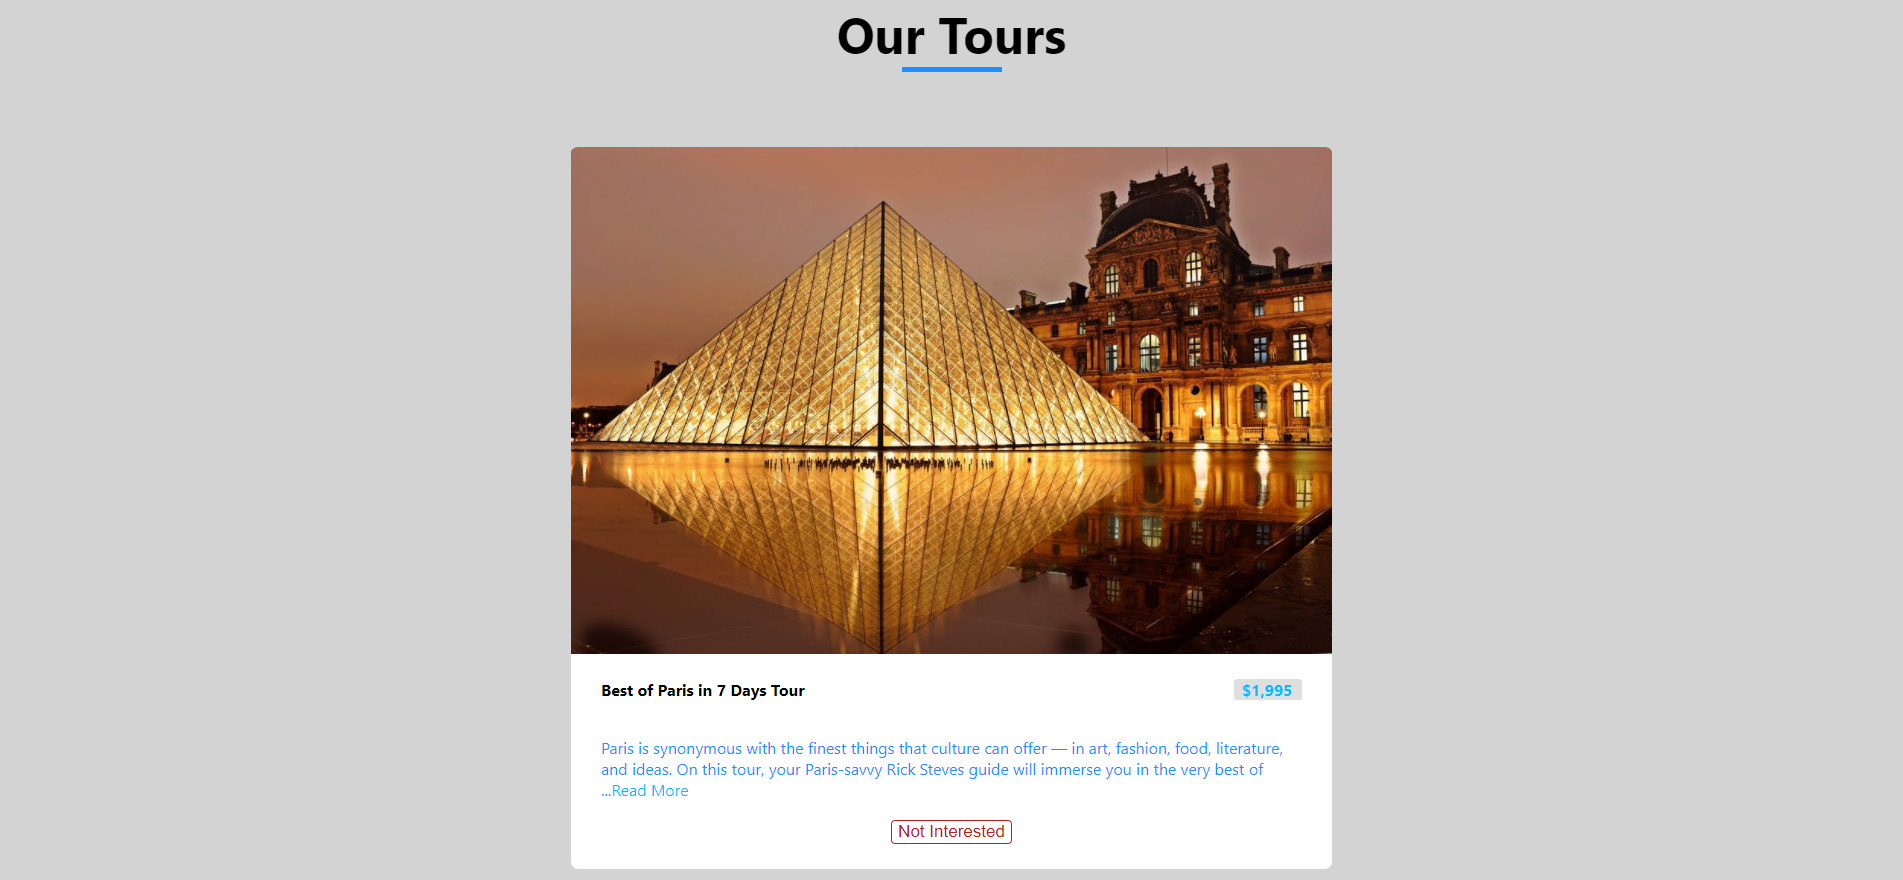 Our Tours
Best of Paris in 7 Days Tour
$1,995
Paris is synonymous with the finest things that culture can offer — in art, fashion, food, literature,
and ideas. On this tour, your Paris-savvy Rick Steves guide will immerse you in the very best of
...Read More
Not Interested